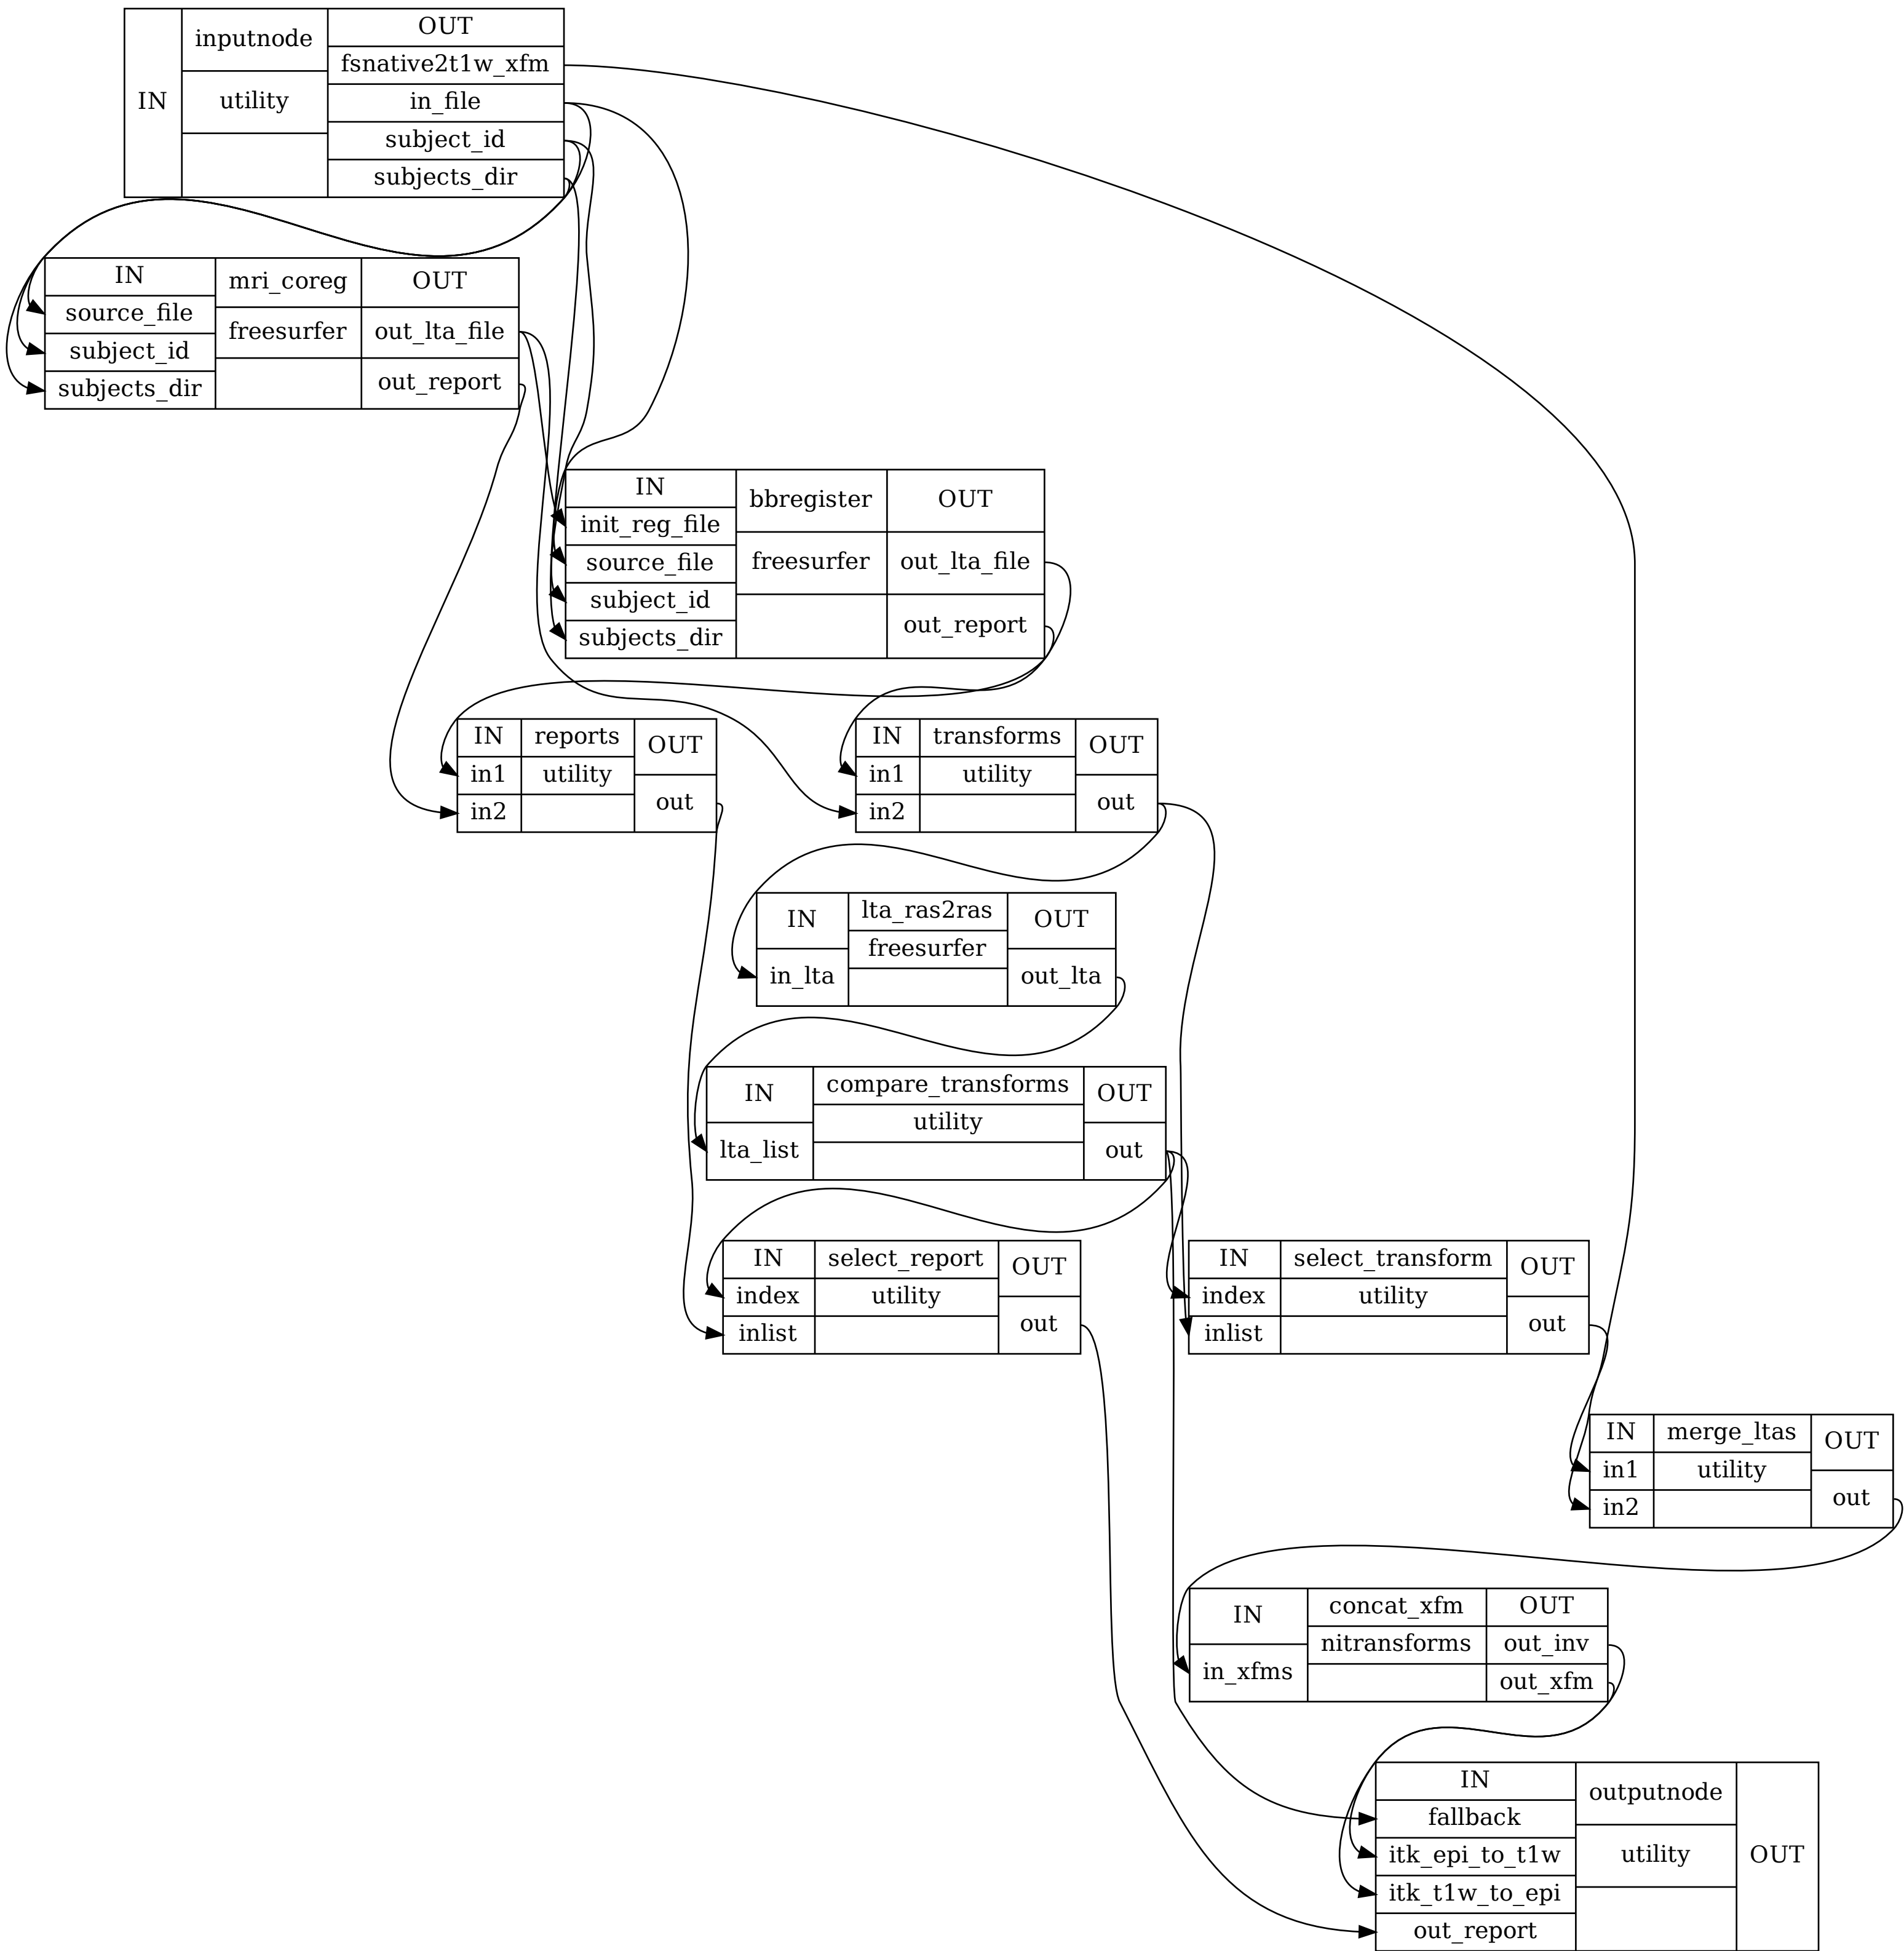 IN
inputnode
utility
OUT
fsnative2t1w_xfm
in_file
subject_id
subjects_dir
IN
source_file
subject_id
subjects_dir
mri_coreg
freesurfer
OUT
out_lta_file
out_report
IN
init_reg_file
source_file
subject_id
subjects_dir
bbregister
freesurfer
OUT
out_lta_file
out_report
IN
in1
in2
reports
utility
OUT
out
IN
in1
in2
transforms
utility
OUT
out
IN
in_lta
lta_ras2ras
freesurfer
OUT
out_lta
IN
lta_list
compare_transforms
utility
OUT
out
IN
index
inlist
select_report
utility
OUT
out
IN
index
inlist
select_transform
utility
OUT
out
IN
in1
in2
merge_ltas
utility
OUT
out
IN
in_xfms
concat_xfm
nitransforms
OUT
out_inv
out_xfm
IN
fallback
itk_epi_to_t1w
itk_t1w_to_epi
out_report
outputnode
utility
OUT